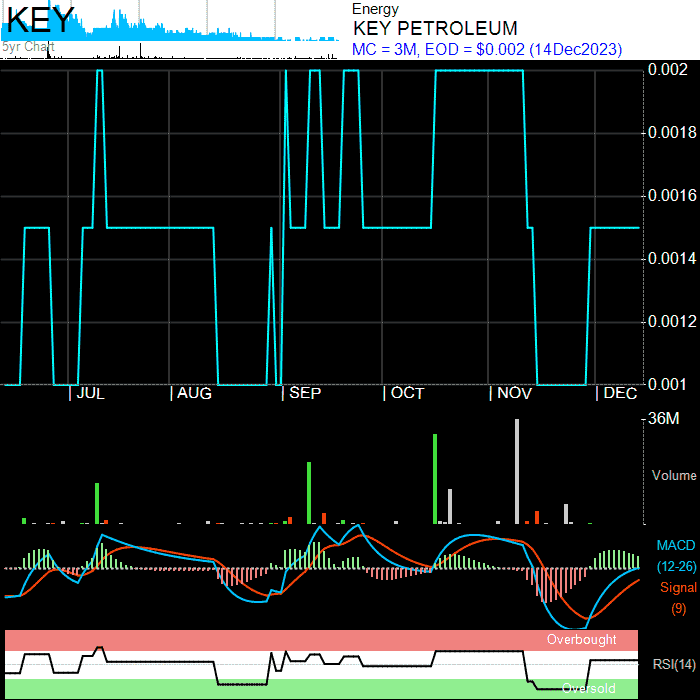 KEY
5yr Chart
Energy
KEY PETROLEUM
MC = 3M, EOD = $0.002 (14Dec2023)
0.002
0.0018
0.0016
0.0014
0.0012
0.001
JUL AUG SEP OCT NOV DEC
36M
Volume
MACD
(12-26)
Signal
(9)
Overbought
RSI(14)
Oversold